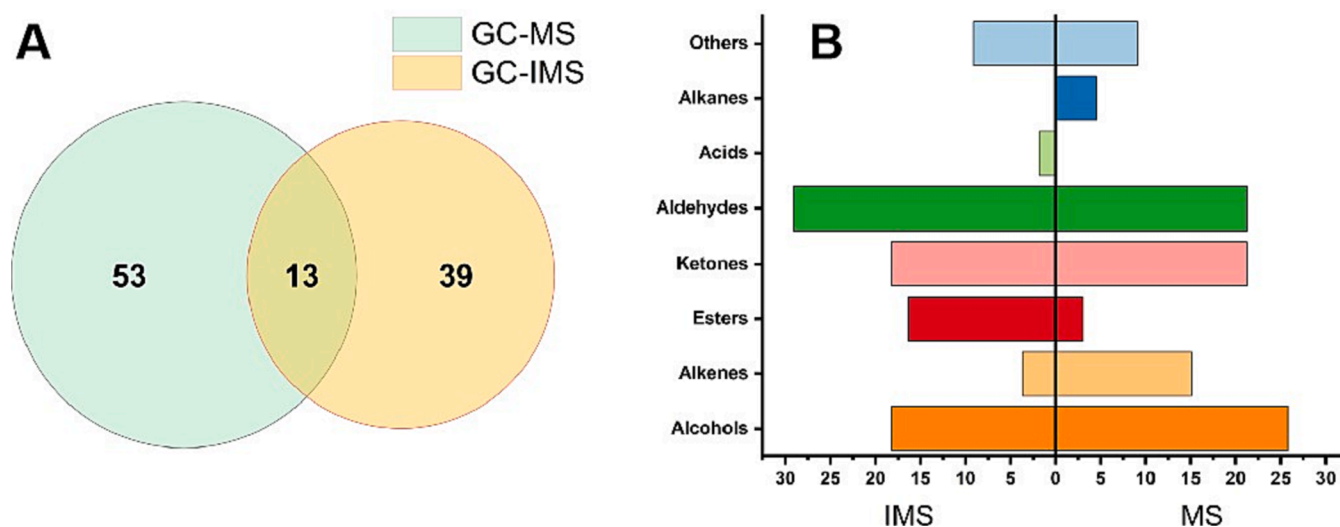 A
GC-MS
GC-IMS
53
13
39
B
Others
Alkanes
Acids
Aldehydes
Ketones
Esters
Alkenes
Alcohols
30 25 20 15 10 5 0 5 10 15 20 25 30
IMS MS